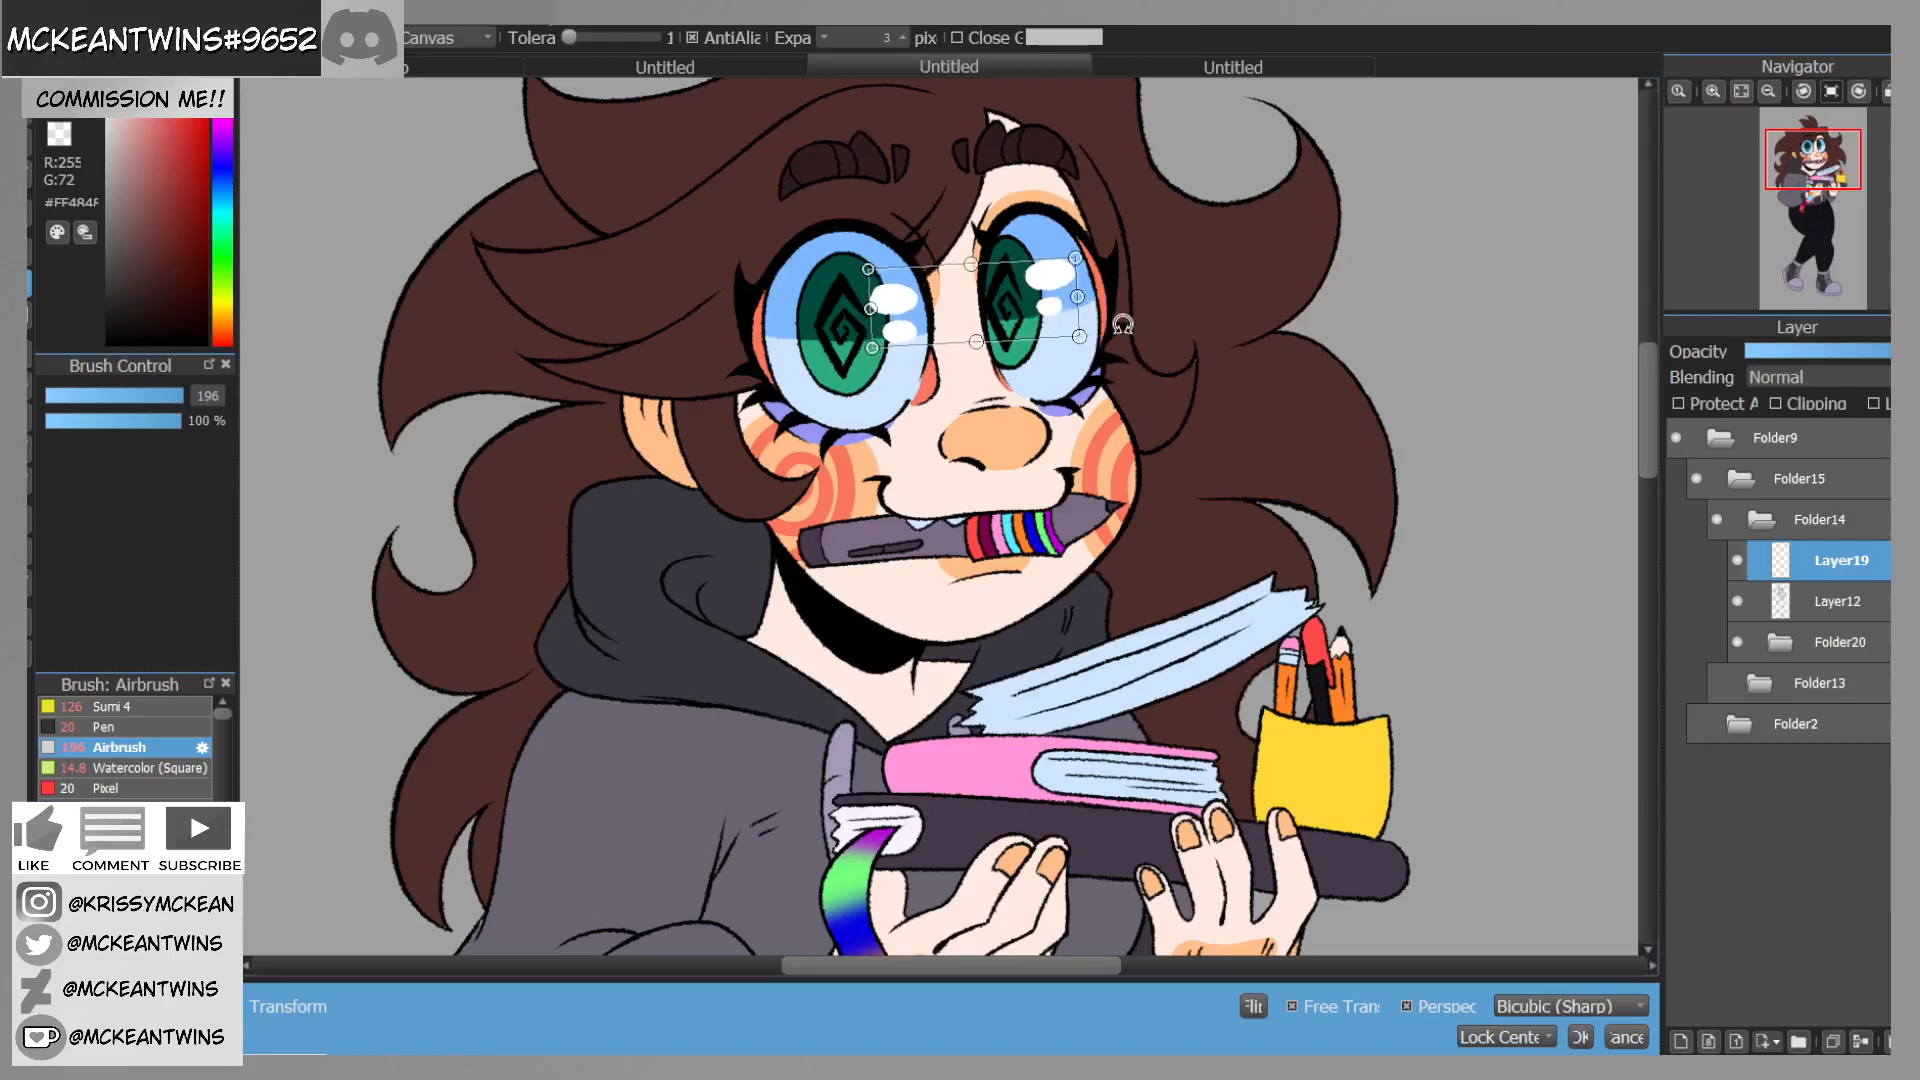 MCKEANTWINS#9652
COMMISSION ME!!
Canvas
Tolera
1
AntiAlia
Expa
3
pix
Close G
Untitled
Untitled
Untitled
Navigator
R:255
G:72
#FF484F
Brush Control
196
100 %
Layer
Opacity
Blending Normal
Protect A
Clipping
Folder9
Folder15
Folder14
Layer19
Layer12
Folder20
Folder13
Folder2
Brush: Airbrush
126 Sumi 4
20 Pen
196 Airbrush
14.8 Watercolor (Square)
20 Pixel
LIKE COMMENT SUBSCRIBE
@KRISSYMCKEAN
@MCKEANTWINS
@MCKEANTWINS
@MCKEANTWINS
Transform
Free Tran
Perspec
Bicubic (Sharp)
Lock Cente